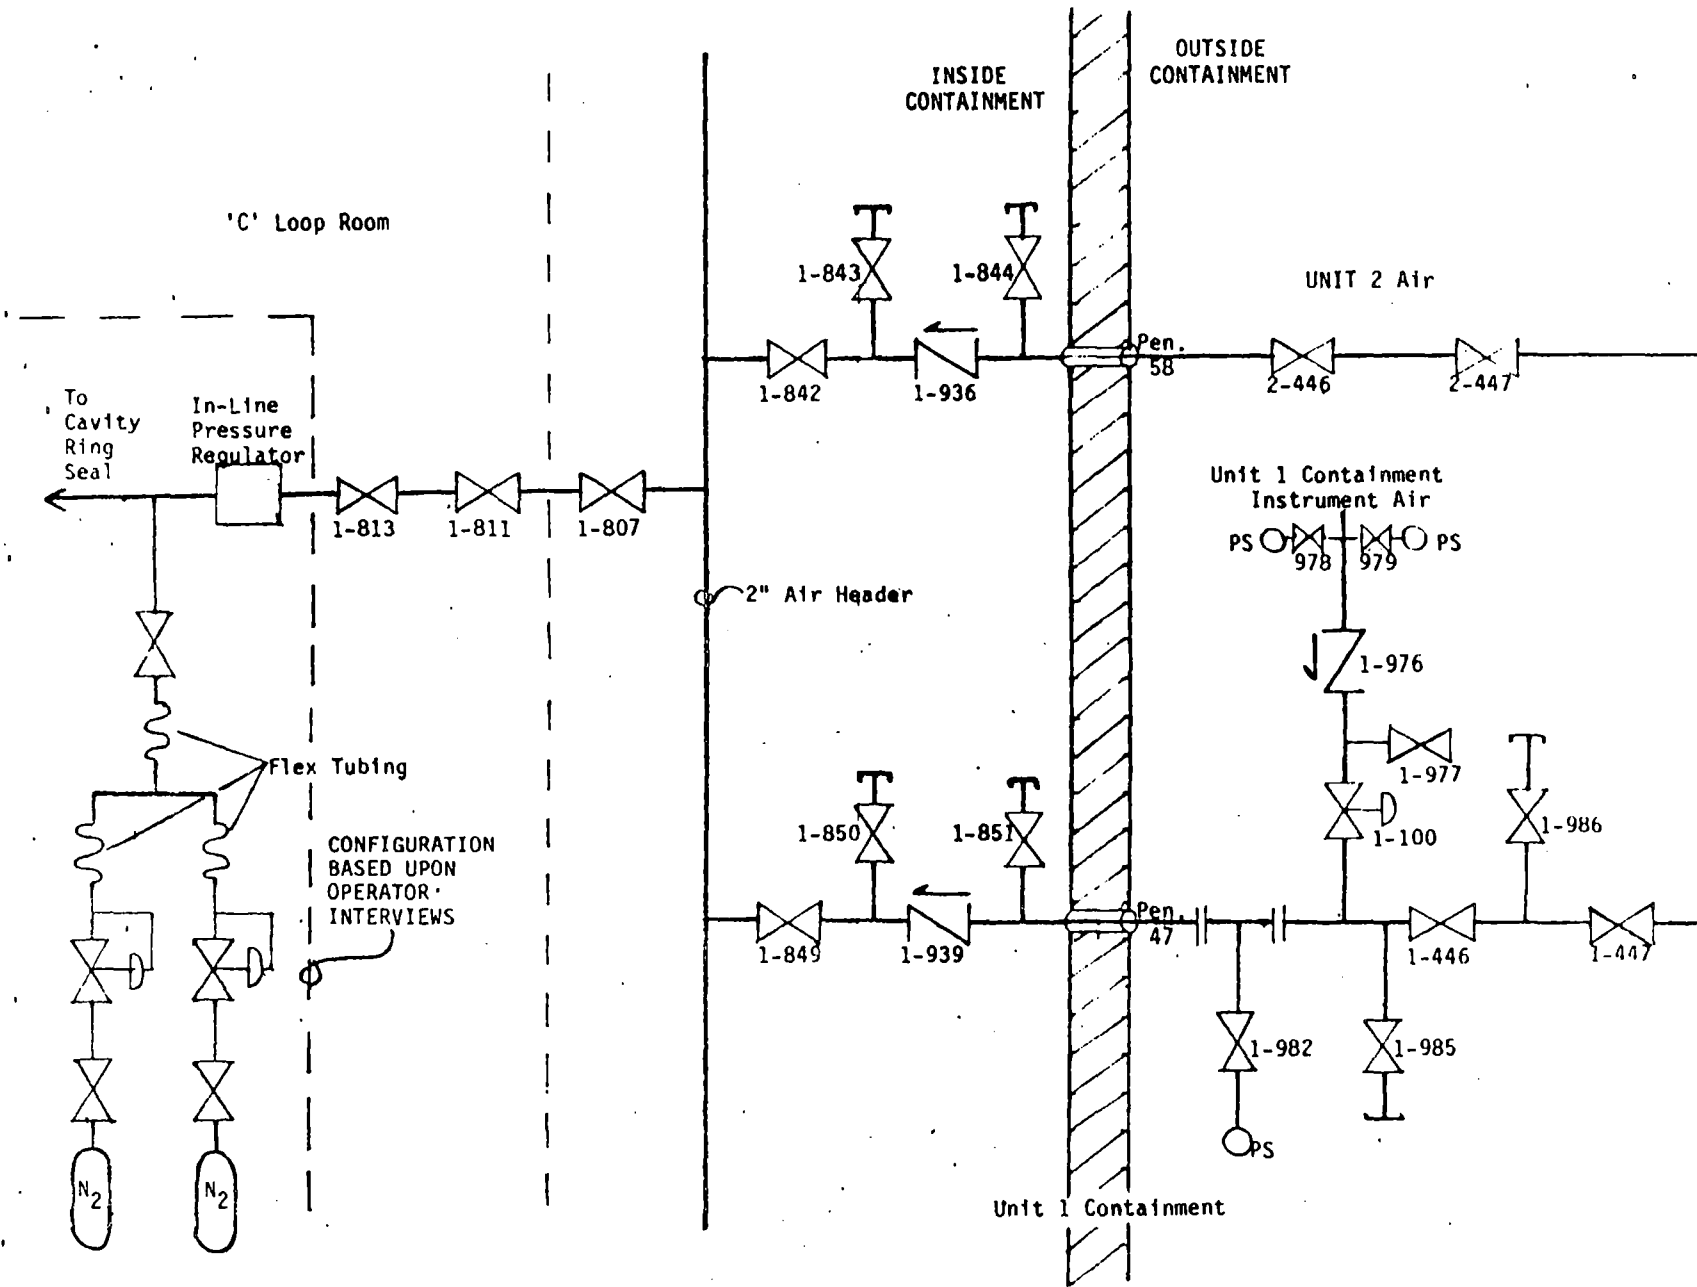 OUTSIDE
CONTAINMENT
INSIDE
CONTAINMENT
'C' Loop Room
1-843
1-844
UNIT 2 Air
Pen.
58
1-842
1-936
2-446
2-447
To
Cavity
Ring
Seal
In-Line
Pressure
Regulator
1-813
1-811
1-807
Unit 1 Containment
Instrument Air
PS
978
979
PS
2" Air Header
1-976
Flex Tubing
1-977
1-100
1-986
1-850
1-851
CONFIGURATION
BASED UPON
OPERATOR
INTERVIEWS
Pen.
47
1-849
1-939
1-446
1-447
1-982
1-985
PS
N2
N2
Unit 1 Containment